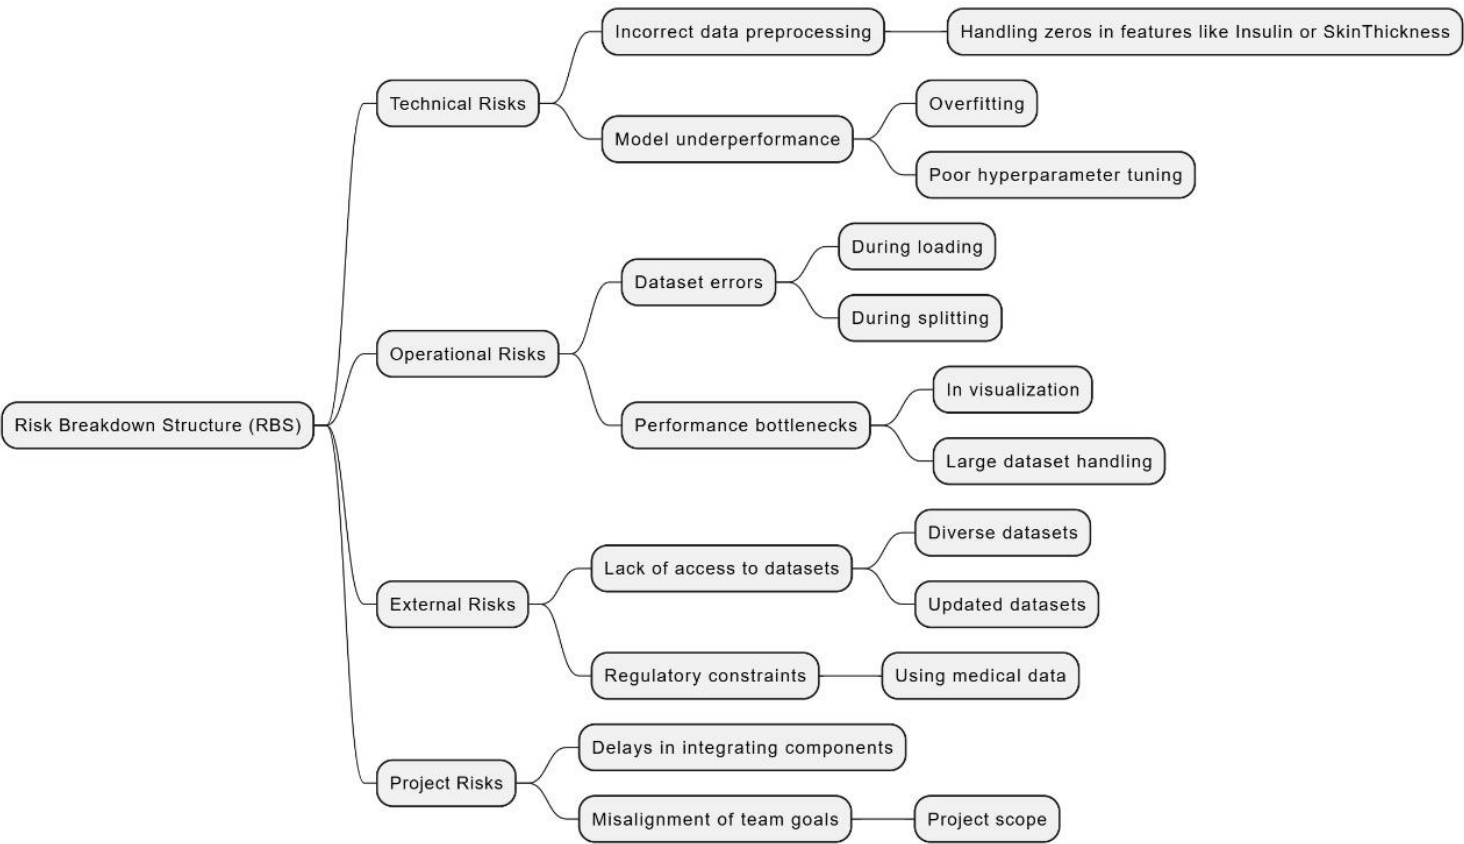 Risk Breakdown Structure (RBS)
Technical Risks
Incorrect data preprocessing
Handling zeros in features like Insulin or SkinThickness
Model underperformance
Overfitting
Poor hyperparameter tuning
Operational Risks
Dataset errors
During loading
During splitting
Performance bottlenecks
In visualization
Large dataset handling
External Risks
Lack of access to datasets
Diverse datasets
Updated datasets
Regulatory constraints
Using medical data
Project Risks
Delays in integrating components
Misalignment of team goals
Project scope